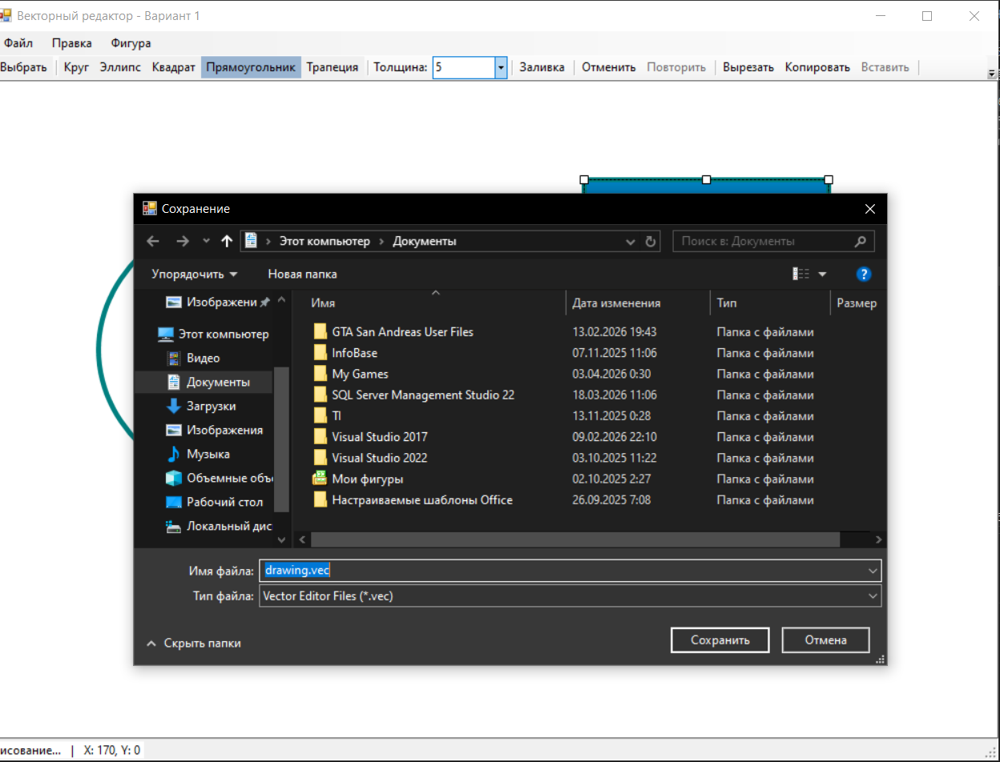 Векторный редактор - Вариант 1
Файл Правка Фигура
Выбрать Круг Эллипс Квадрат Прямоугольник Трапеция Толщина: 5 Заливка Отменить Повторить Вырезать Копировать Вставить
Сохранение
Этот компьютер Документы Поиск в: Документы
Упорядочить Новая папка ?
Изображени
Этот компьютер
Видео
Документы
Загрузки
Изображения
Музыка
Объемные объ
Рабочий стол
Локальный дис
Имя Дата изменения Тип Размер
GTA San Andreas User Files 13.02.2026 19:43 Папка с файлами
InfoBase 07.11.2025 11:06 Папка с файлами
My Games 03.04.2026 0:30 Папка с файлами
SQL Server Management Studio 22 18.03.2026 11:06 Папка с файлами
TI 13.11.2025 0:28 Папка с файлами
Visual Studio 2017 09.02.2026 22:10 Папка с файлами
Visual Studio 2022 03.10.2025 11:22 Папка с файлами
Мои фигуры 02.10.2025 2:27 Папка с файлами
Настраиваемые шаблоны Office 26.09.2025 7:08 Папка с файлами
Имя файла: drawing.vec
Тип файла: Vector Editor Files (*.vec)
Скрыть папки Сохранить Отмена
исование... | X: 170, Y: 0